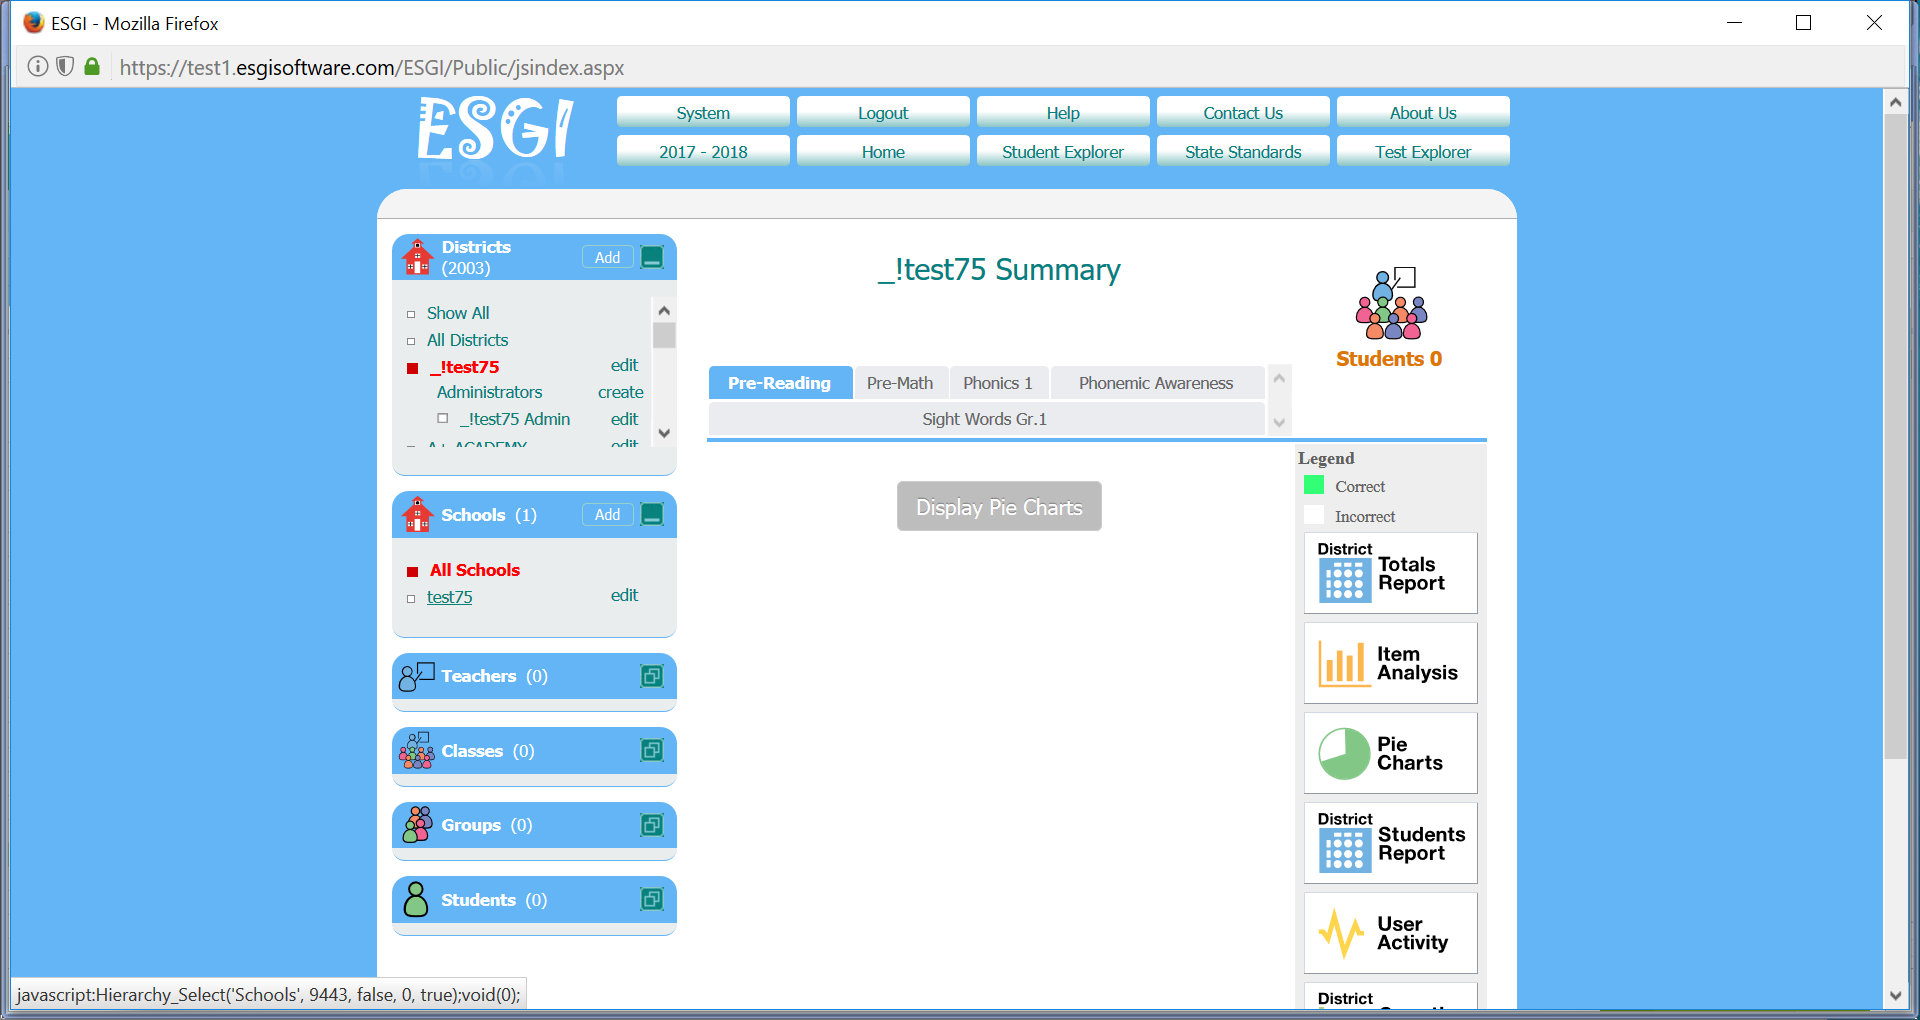 ESGI - Mozilla Firefox
https://test1.esgisoftware.com/ESGI/Public/jsindex.aspx
ESGI
System Logout Help Contact Us About Us
2017 - 2018 Home Student Explorer State Standards Test Explorer
Districts
(2003)
Add
Show All
All Districts
_!test75 edit
Administrators create
_!test75 Admin edit
A+ ACADEMY edit
Schools (1) Add
All Schools
test75 edit
Teachers (0)
Classes (0)
Groups (0)
Students (0)
_!test75 Summary
Students 0
Pre-Reading Pre-Math Phonics 1 Phonemic Awareness
Sight Words Gr.1
Display Pie Charts
Legend
Correct
Incorrect
District
Totals
Report
Item
Analysis
Pie
Charts
District
Students
Report
User
Activity
District
javascript:Hierarchy_Select('Schools', 9443, false, 0, true);void(0);